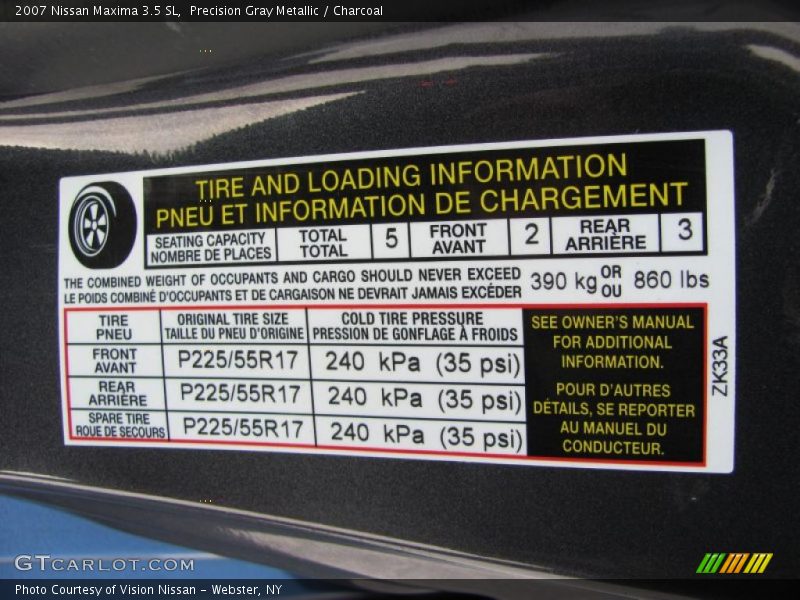 2007 Nissan Maxima 3.5 SL, Precision Gray Metallic / Charcoal
TIRE AND LOADING INFORMATION
PNEU ET INFORMATION DE CHARGEMENT
SEATING CAPACITY
NOMBRE DE PLACES
TOTAL
TOTAL
5
FRONT
AVANT
2
REAR
ARRIÈRE
3
THE COMBINED WEIGHT OF OCCUPANTS AND CARGO SHOULD NEVER EXCEED
LE POIDS COMBINÉ D'OCCUPANTS ET DE CARGAISON NE DEVRAIT JAMAIS EXCÉDER
390 kg OR
OU
860 lbs
TIRE
PNEU
ORIGINAL TIRE SIZE
TAILLE DU PNEU D'ORIGINE
COLD TIRE PRESSURE
PRESSION DE GONFLAGE À FROIDS
FRONT
AVANT
P225/55R17
240 kPa (35 psi)
REAR
ARRIÈRE
P225/55R17
240 kPa (35 psi)
SPARE TIRE
ROUE DE SECOURS
P225/55R17
240 kPa (35 psi)
SEE OWNER'S MANUAL
FOR ADDITIONAL
INFORMATION.
POUR D'AUTRES
DÉTAILS, SE REPORTER
AU MANUEL DU
CONDUCTEUR.
ZK33A
GTCARLOT.COM
Photo Courtesy of Vision Nissan - Webster, NY